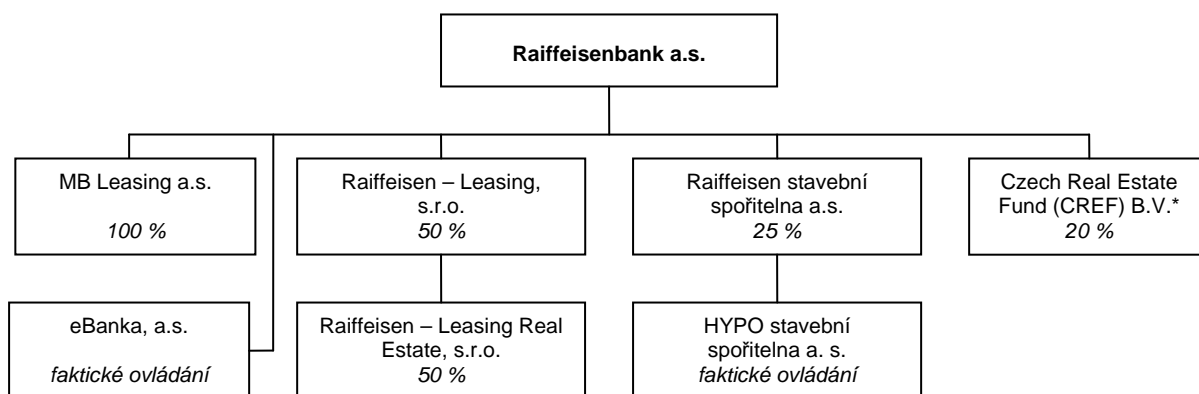 Raiffeisenbank a.s.
MB Leasing a.s.
100 %
Raiffeisen – Leasing,
s.r.o.
50 %
Raiffeisen stavební
spořitelna a.s.
25 %
Czech Real Estate
Fund (CREF) B.V.*
20 %
eBanka, a.s.
faktické ovládání
Raiffeisen – Leasing Real
Estate, s.r.o.
50 %
HYPO stavební
spořitelna a. s.
faktické ovládání